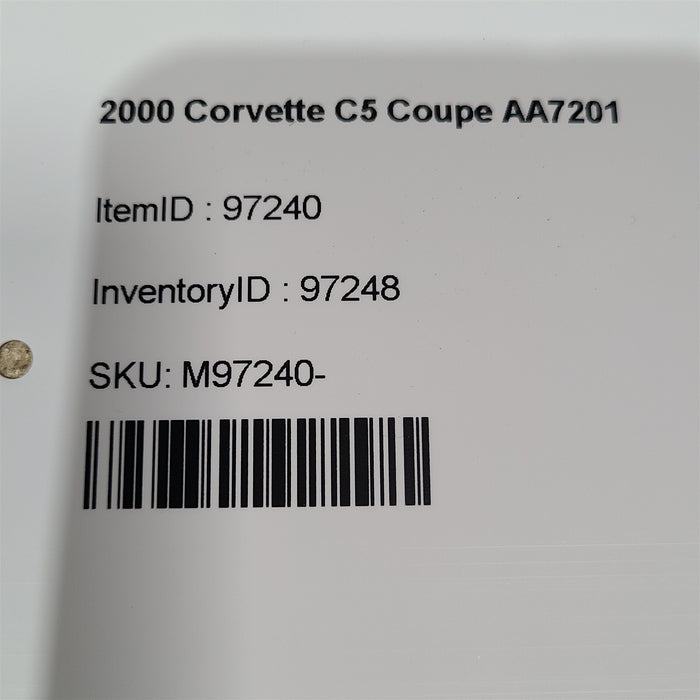 2000 Corvette C5 Coupe AA7201
ItemID : 97240
InventoryID : 97248
SKU: M97240-